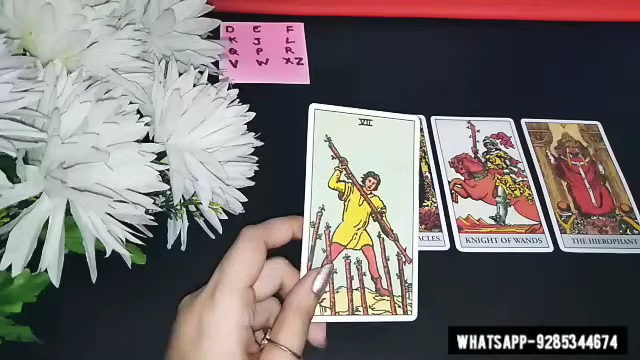 D E F
K J L
Q P R
V W XZ
VII
ACLES.
KNIGHT OF WANDS.
THE HIEROPHANT
WHATSAPP-9285344674